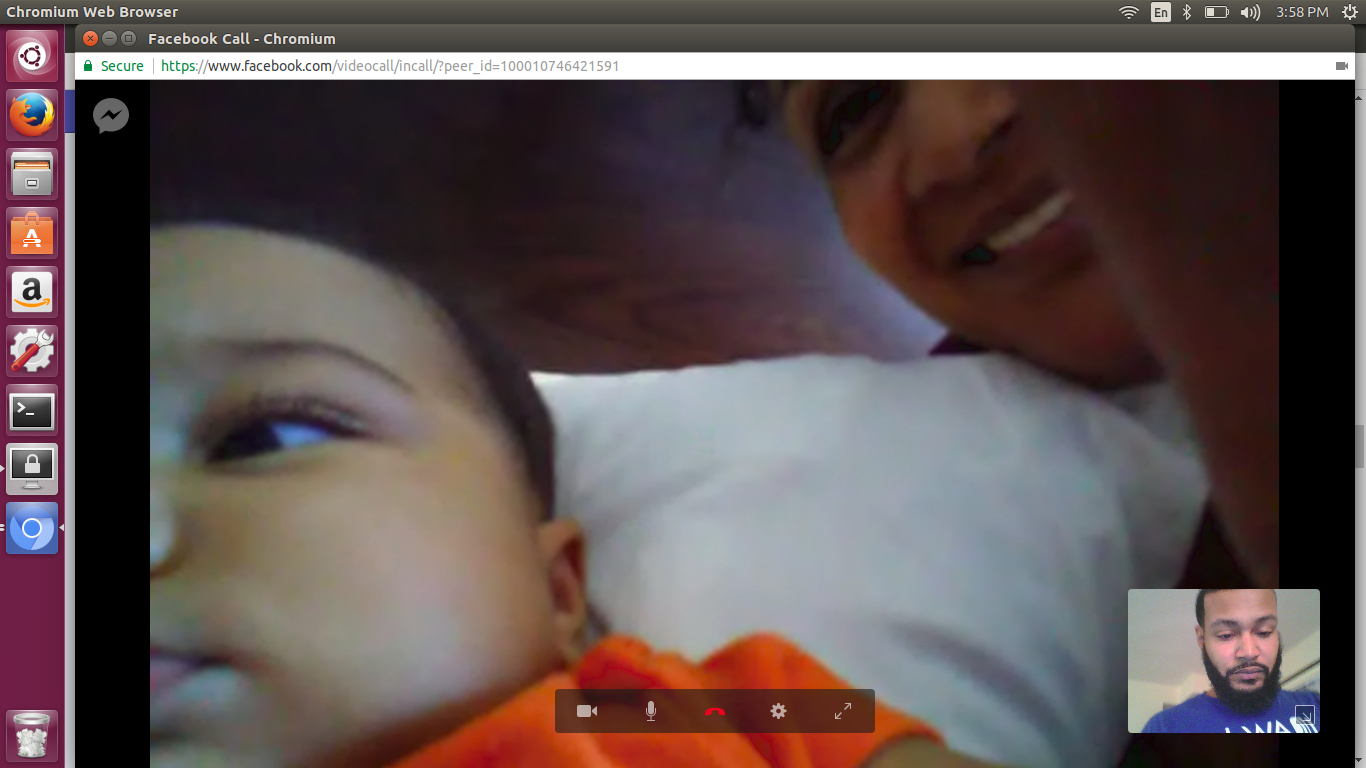 Chromium Web Browser
En
3:58 PM
Facebook Call - Chromium
Secure
https://www.facebook.com/videocall/incall/?peer_id=100010746421591
a
A
>_